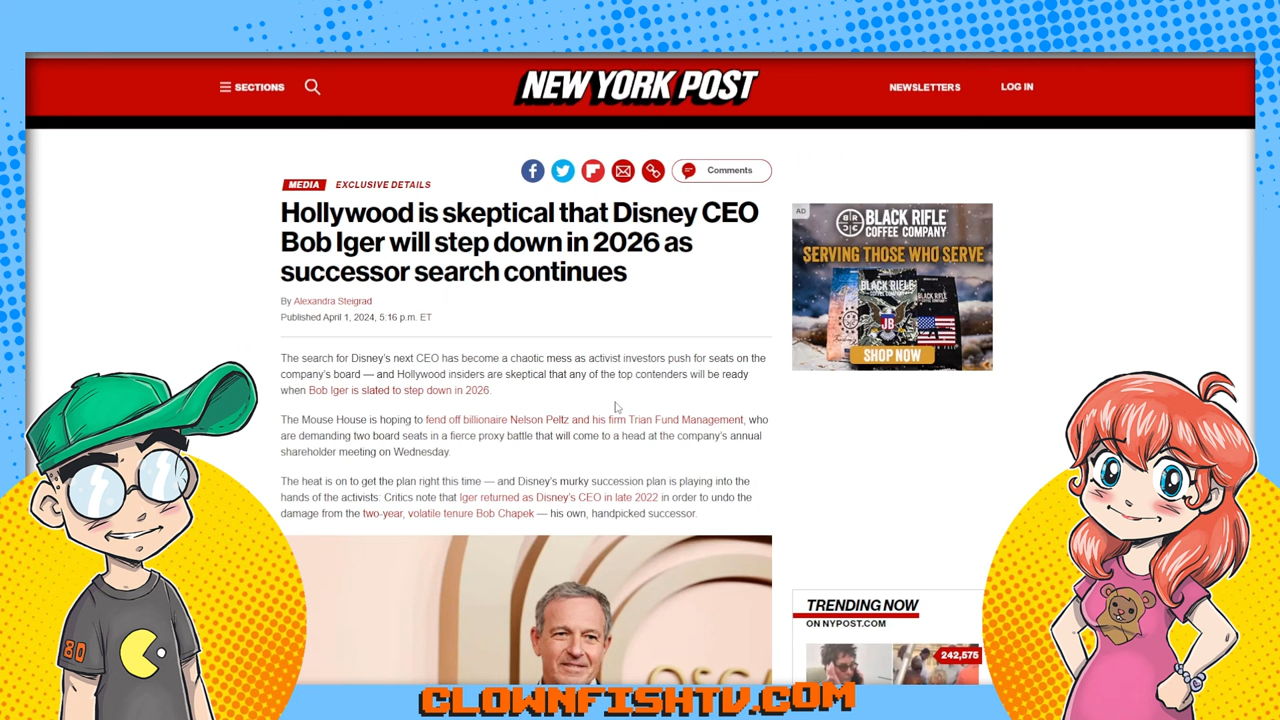 SECTIONS
NEW YORK POST
NEWSLETTERS
LOG IN
Comments
MEDIA EXCLUSIVE DETAILS
Hollywood is skeptical that Disney CEO
Bob Iger will step down in 2026 as
successor search continues
By Alexandra Steigrad
Published April 1, 2024, 5:16 p.m. ET
The search for Disney's next CEO has become a chaotic mess as activist investors push for seats on the
company's board — and Hollywood insiders are skeptical that any of the top contenders will be ready
when Bob Iger is slated to step down in 2026.
The Mouse House is hoping to fend off billionaire Nelson Peltz and his firm Trian Fund Management, who
are demanding two board seats in a fierce proxy battle that will come to a head at the company's annual
shareholder meeting on Wednesday.
The heat is on to get the plan right this time — and Disney's murky succession plan is playing into the
hands of the activists: Critics note that Iger returned as Disney's CEO in late 2022 in order to undo the
damage from the two-year, volatile tenure Bob Chapek — his own, handpicked successor.
AD
BR
CC
BLACK RIFLE
COFFEE COMPANY
SERVING THOSE WHO SERVE
BLACK RIFLE
COFFEE COMPANY
BLACK RIFLE
JB
SHOP NOW
TRENDING NOW
ON NYPOST.COM
242,575
80
CLOWNFISHTV.COM